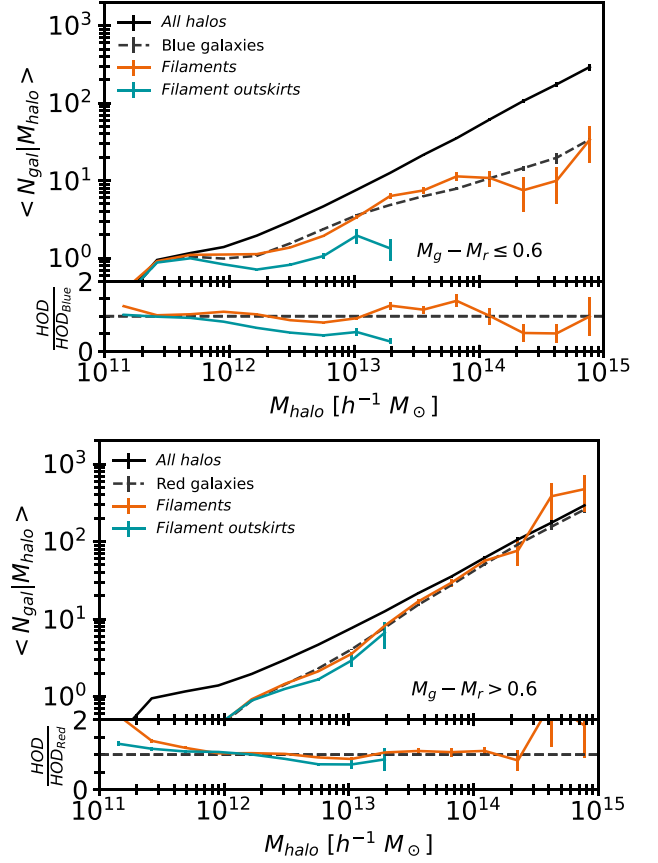 10³
10²
10¹
10⁰
< N_gal|M_halo >
All halos
Blue galaxies
Filaments
Filament outskirts
M_g − M_r ≤ 0.6
2
0
HOD
HOD_Blue
10¹¹ 10¹² 10¹³ 10¹⁴ 10¹⁵
M_halo [h⁻¹ M_⊙]
10³
10²
10¹
10⁰
< N_gal|M_halo >
All halos
Red galaxies
Filaments
Filament outskirts
M_g − M_r > 0.6
2
0
HOD
HOD_Red
10¹¹ 10¹² 10¹³ 10¹⁴ 10¹⁵
M_halo [h⁻¹ M_⊙]